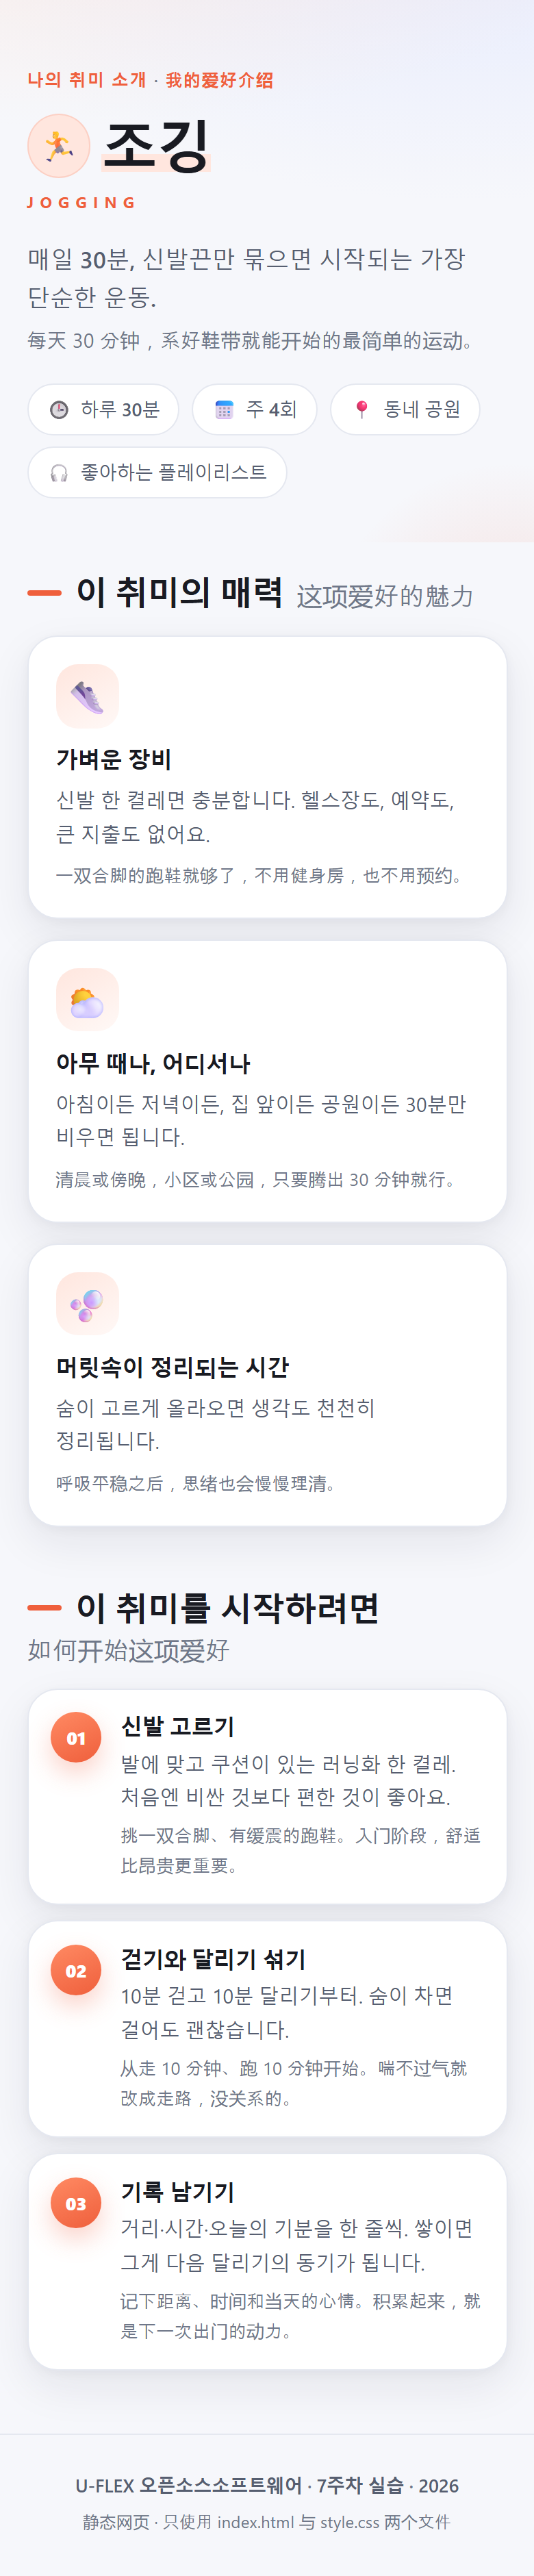 나의 취미 소개 · 我的爱好介绍
조깅
JOGGING
매일 30분, 신발끈만 묶으면 시작되는 가장
단순한 운동.
每天 30 分钟，系好鞋带就能开始的最简单的运动。
하루 30분
주 4회
동네 공원
좋아하는 플레이리스트
이 취미의 매력 这项爱好的魅力
가벼운 장비
신발 한 켤레면 충분합니다. 헬스장도, 예약도,
큰 지출도 없어요.
一双合脚的跑鞋就够了，不用健身房，也不用预约。
아무 때나, 어디서나
아침이든 저녁이든, 집 앞이든 공원이든 30분만
비우면 됩니다.
清晨或傍晚，小区或公园，只要腾出 30 分钟就行。
머릿속이 정리되는 시간
숨이 고르게 올라오면 생각도 천천히
정리됩니다.
呼吸平稳之后，思绪也会慢慢理清。
이 취미를 시작하려면
如何开始这项爱好
01
신발 고르기
발에 맞고 쿠션이 있는 러닝화 한 켤레.
처음엔 비싼 것보다 편한 것이 좋아요.
挑一双合脚、有缓震的跑鞋。入门阶段，舒适
比昂贵更重要。
02
걷기와 달리기 섞기
10분 걷고 10분 달리기부터. 숨이 차면
걸어도 괜찮습니다.
从走 10 分钟、跑 10 分钟开始。喘不过气就
改成走路，没关系的。
03
기록 남기기
거리·시간·오늘의 기분을 한 줄씩. 쌓이면
그게 다음 달리기의 동기가 됩니다.
记下距离、时间和当天的心情。积累起来，就
是下一次出门的动力。
U-FLEX 오픈소스소프트웨어 · 7주차 실습 · 2026
静态网页 · 只使用 index.html 与 style.css 两个文件